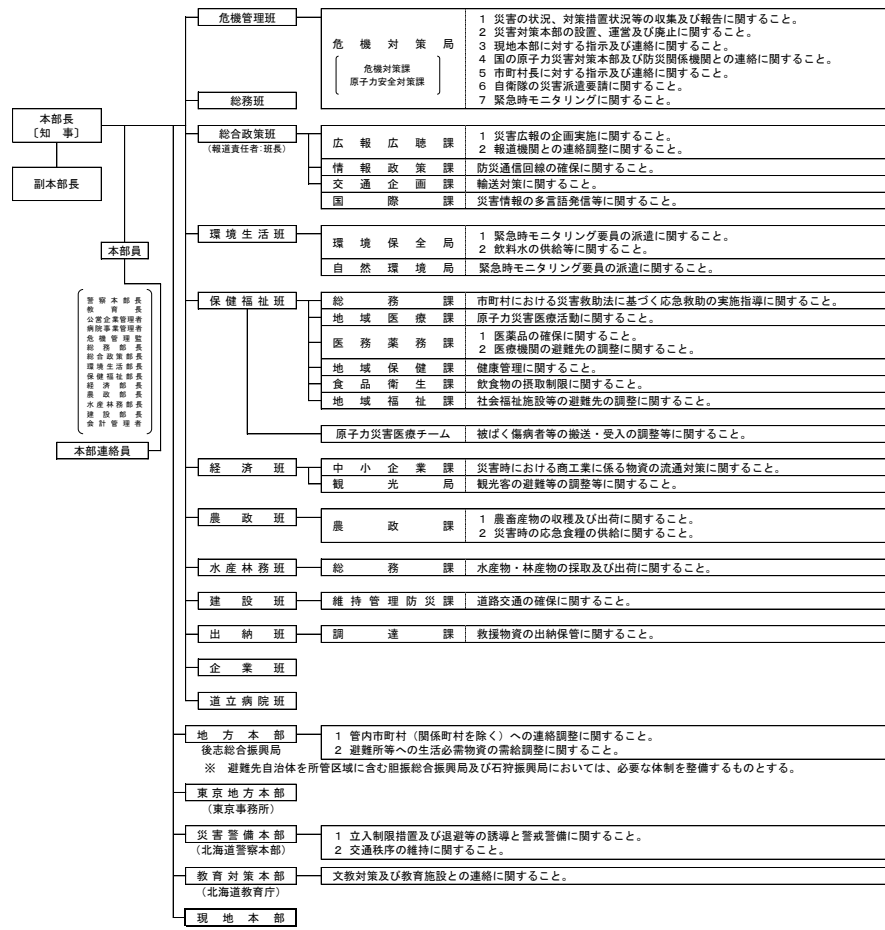 本部長
〔知　事〕
副本部長
本部員
警察本部長
教育長
公営企業管理者
病院事業管理者
危機管理監
総務部長
総合政策部長
環境生活部長
保健福祉部長
経済部長
農政部長
水産林務部長
建設部長
会計管理者
本部連絡員
危機管理班
危機対策局
危機対策課
原子力安全対策課
1 災害の状況、対策措置状況等の収集及び報告に関すること。
2 災害対策本部の設置、運営及び廃止に関すること。
3 現地本部に対する指示及び連絡に関すること。
4 国の原子力災害対策本部及び防災関係機関との連絡に関すること。
5 市町村長に対する指示及び連絡に関すること。
6 自衛隊の災害派遣要請に関すること。
7 緊急時モニタリングに関すること。
総務班
総合政策班
(報道責任者:班長)
広報広聴課
1 災害広報の企画実施に関すること。
2 報道機関との連絡調整に関すること。
情報政策課 防災通信回線の確保に関すること。
交通企画課 輸送対策に関すること。
国際課 災害情報の多言語発信等に関すること。
環境生活班
環境保全局
1 緊急時モニタリング要員の派遣に関すること。
2 飲料水の供給等に関すること。
自然環境局 緊急時モニタリング要員の派遣に関すること。
保健福祉班
総務課 市町村における災害救助法に基づく応急救助の実施指導に関すること。
地域医療課 原子力災害医療活動に関すること。
医務薬務課
1 医薬品の確保に関すること。
2 医療機関の避難先の調整に関すること。
地域保健課 健康管理に関すること。
食品衛生課 飲食物の摂取制限に関すること。
地域福祉課 社会福祉施設等の避難先の調整に関すること。
原子力災害医療チーム 被ばく傷病者等の搬送・受入の調整等に関すること。
経済班
中小企業課 災害時における商工業に係る物資の流通対策に関すること。
観光局 観光客の避難等の調整等に関すること。
農政班
農政課
1 農畜産物の収穫及び出荷に関すること。
2 災害時の応急食糧の供給に関すること。
水産林務班 総務課 水産物・林産物の採取及び出荷に関すること。
建設班 維持管理防災課 道路交通の確保に関すること。
出納班 調達課 救援物資の出納保管に関すること。
企業班
道立病院班
地方本部
後志総合振興局
1 管内市町村（関係町村を除く）への連絡調整に関すること。
2 避難所等への生活必需物資の需給調整に関すること。
※ 避難先自治体を所管区域に含む胆振総合振興局及び石狩振興局においては、必要な体制を整備するものとする。
東京地方本部
(東京事務所)
災害警備本部
(北海道警察本部)
1 立入制限措置及び退避等の誘導と警戒警備に関すること。
2 交通秩序の維持に関すること。
教育対策本部
(北海道教育庁)
文教対策及び教育施設との連絡に関すること。
現地本部